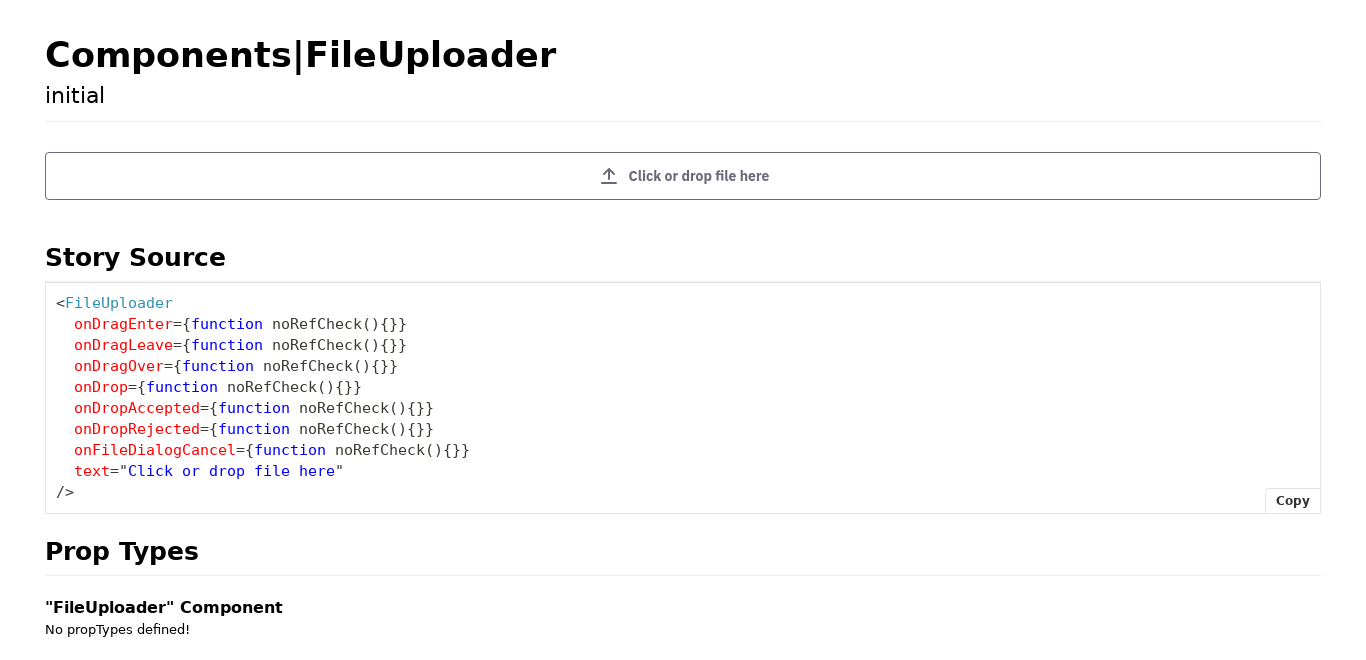 Components|FileUploader
initial
Click or drop file here
Story Source
<FileUploader
  onDragEnter={function noRefCheck(){}}
  onDragLeave={function noRefCheck(){}}
  onDragOver={function noRefCheck(){}}
  onDrop={function noRefCheck(){}}
  onDropAccepted={function noRefCheck(){}}
  onDropRejected={function noRefCheck(){}}
  onFileDialogCancel={function noRefCheck(){}}
  text="Click or drop file here"
/>
Copy
Prop Types
"FileUploader" Component
No propTypes defined!